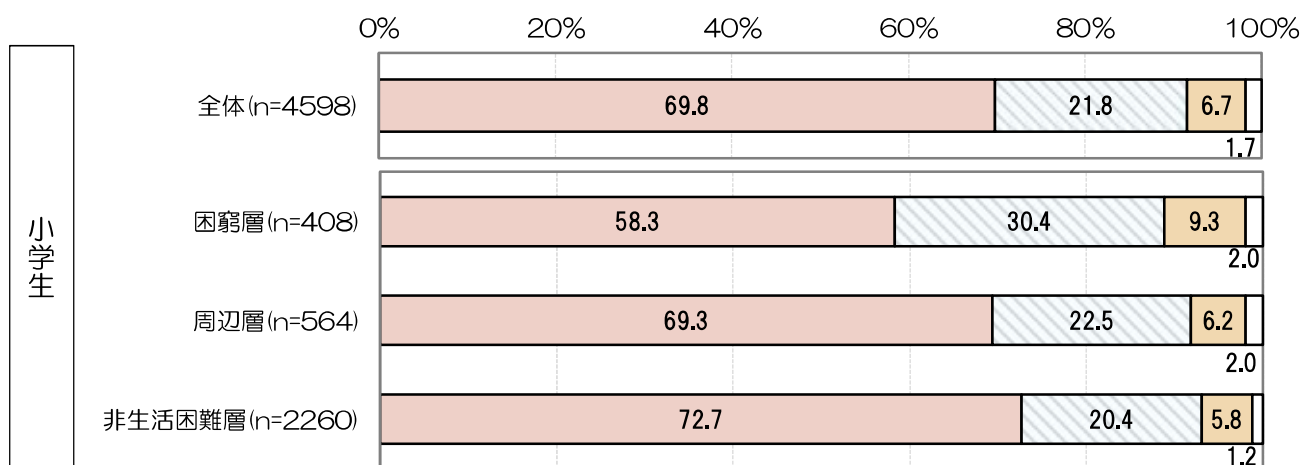 0% 20% 40% 60% 80% 100%
小学生
全体(n=4598) 69.8 21.8 6.7 1.7
困窮層(n=408) 58.3 30.4 9.3 2.0
周辺層(n=564) 69.3 22.5 6.2 2.0
非生活困難層(n=2260) 72.7 20.4 5.8 1.2